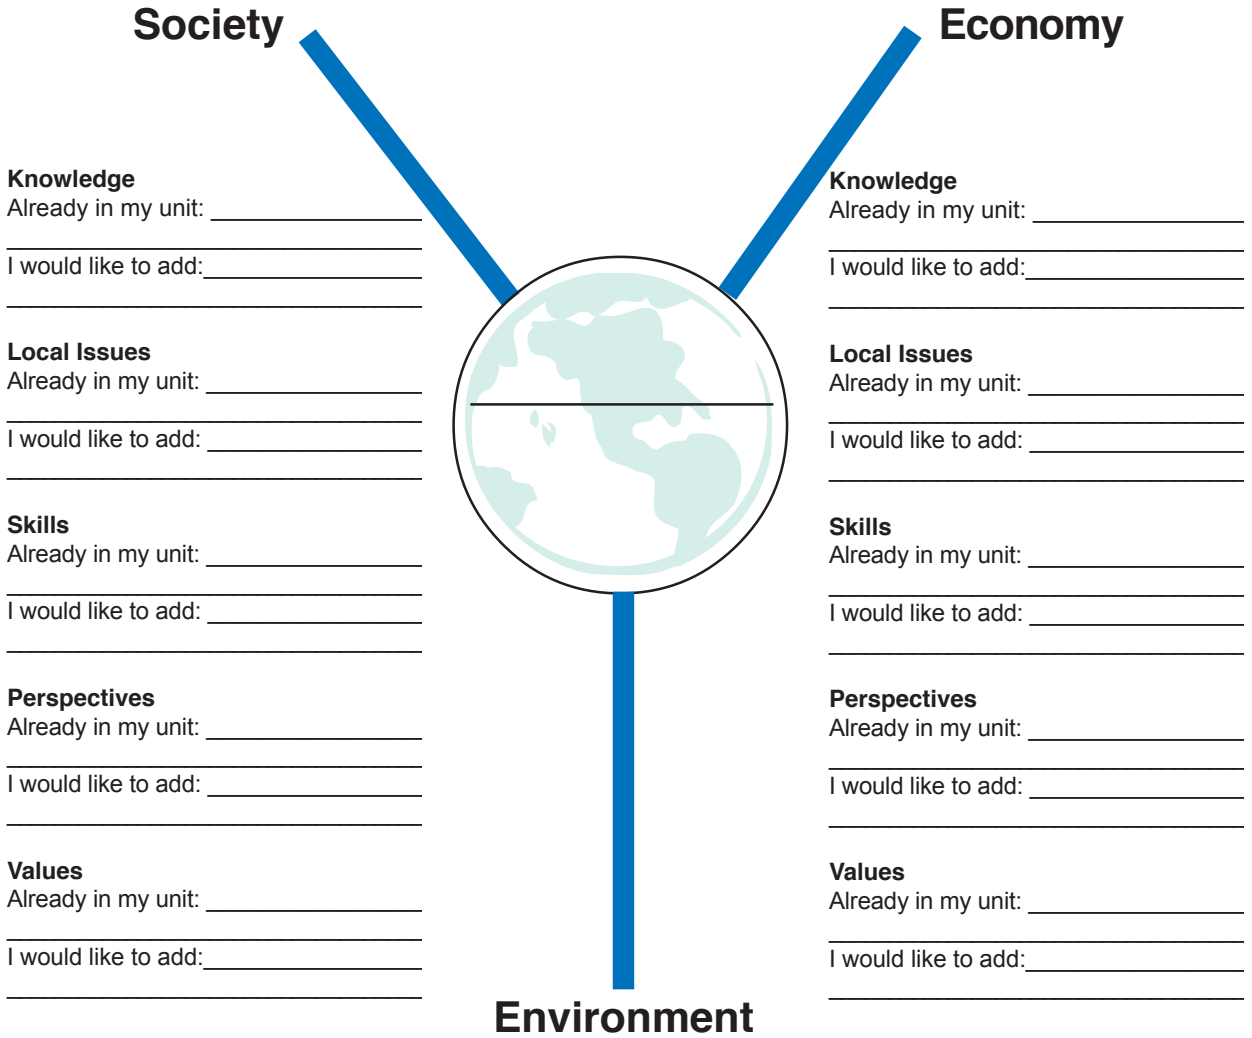 Society
Economy
Knowledge
Already in my unit:
I would like to add:
Local Issues
Already in my unit:
I would like to add:
Skills
Already in my unit:
I would like to add:
Perspectives
Already in my unit:
I would like to add:
Values
Already in my unit:
I would like to add:
Knowledge
Already in my unit:
I would like to add:
Local Issues
Already in my unit:
I would like to add:
Skills
Already in my unit:
I would like to add:
Perspectives
Already in my unit:
I would like to add:
Values
Already in my unit:
I would like to add:
Environment